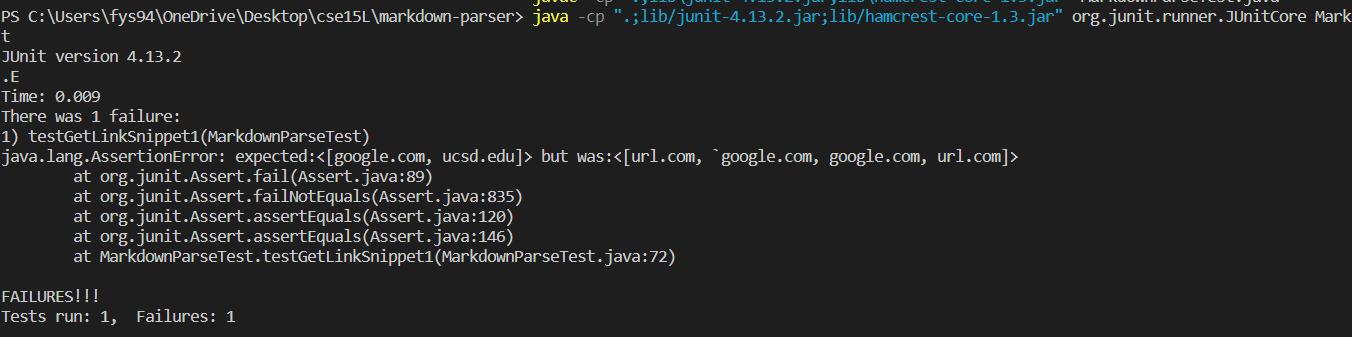 PS C:\Users\fys94\OneDrive\Desktop\cse15L\markdown-parser> java -cp ".;lib/junit-4.13.2.jar;lib/hamcrest-core-1.3.jar" org.junit.runner.JUnitCore Mark
t
JUnit version 4.13.2
.E
Time: 0.009
There was 1 failure:
1) testGetLinkSnippet1(MarkdownParseTest)
java.lang.AssertionError: expected:<[google.com, ucsd.edu]> but was:<[url.com, `google.com, google.com, url.com]>
        at org.junit.Assert.fail(Assert.java:89)
        at org.junit.Assert.failNotEquals(Assert.java:835)
        at org.junit.Assert.assertEquals(Assert.java:120)
        at org.junit.Assert.assertEquals(Assert.java:146)
        at MarkdownParseTest.testGetLinkSnippet1(MarkdownParseTest.java:72)
FAILURES!!!
Tests run: 1,  Failures: 1